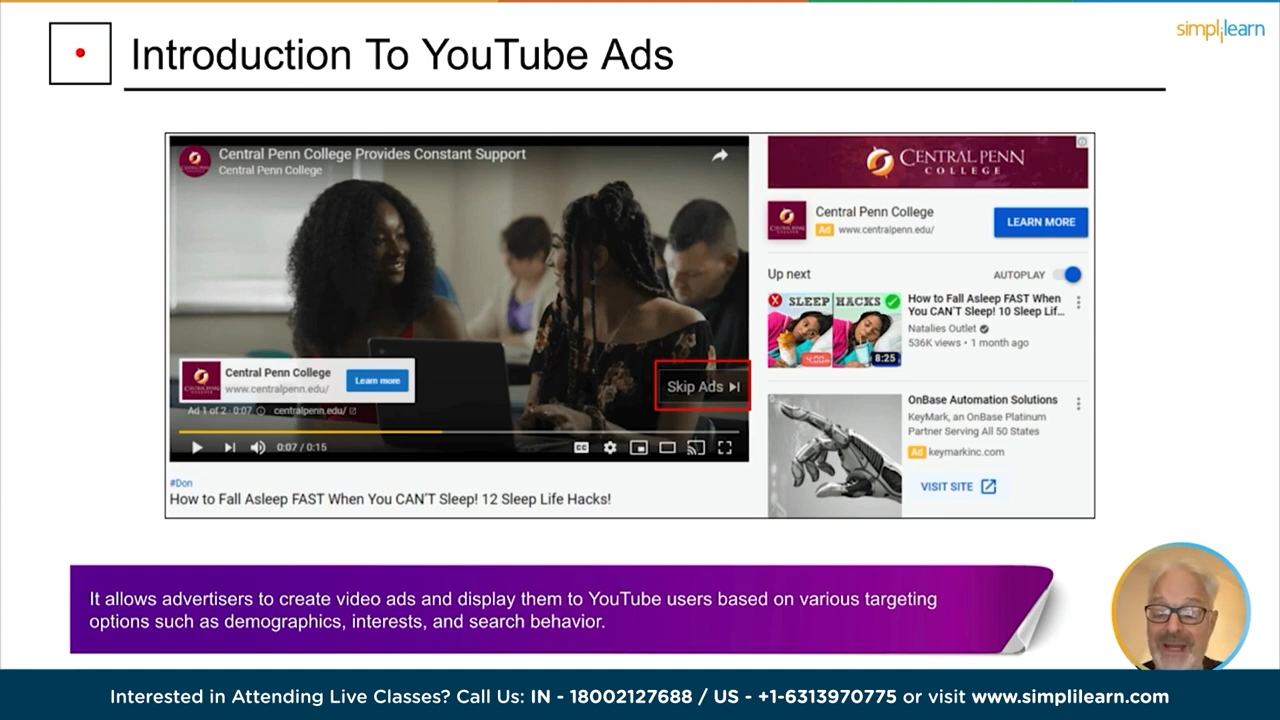 simplilearn
Introduction To YouTube Ads
Central Penn College Provides Constant Support
Central Penn College
Central Penn College
www.centralpenn.edu/
Learn more
Skip Ads
Ad 1 of 2 · 0:07
centralpenn.edu/
0:07 / 0:15
CC
#Don
How to Fall Asleep FAST When You CAN'T Sleep! 12 Sleep Life Hacks!
CENTRAL PENN
COLLEGE
Central Penn College
Ad www.centralpenn.edu/
LEARN MORE
Up next
AUTOPLAY
SLEEP HACKS
4:00
8:25
How to Fall Asleep FAST When
You CAN'T Sleep! 10 Sleep Lif...
Natalies Outlet
536K views • 1 month ago
OnBase Automation Solutions
KeyMark, an OnBase Platinum
Partner Serving All 50 States
Ad keymarkinc.com
VISIT SITE
It allows advertisers to create video ads and display them to YouTube users based on various targeting
options such as demographics, interests, and search behavior.
Interested in Attending Live Classes? Call Us: IN - 18002127688 / US - +1-6313970775 or visit www.simplilearn.com